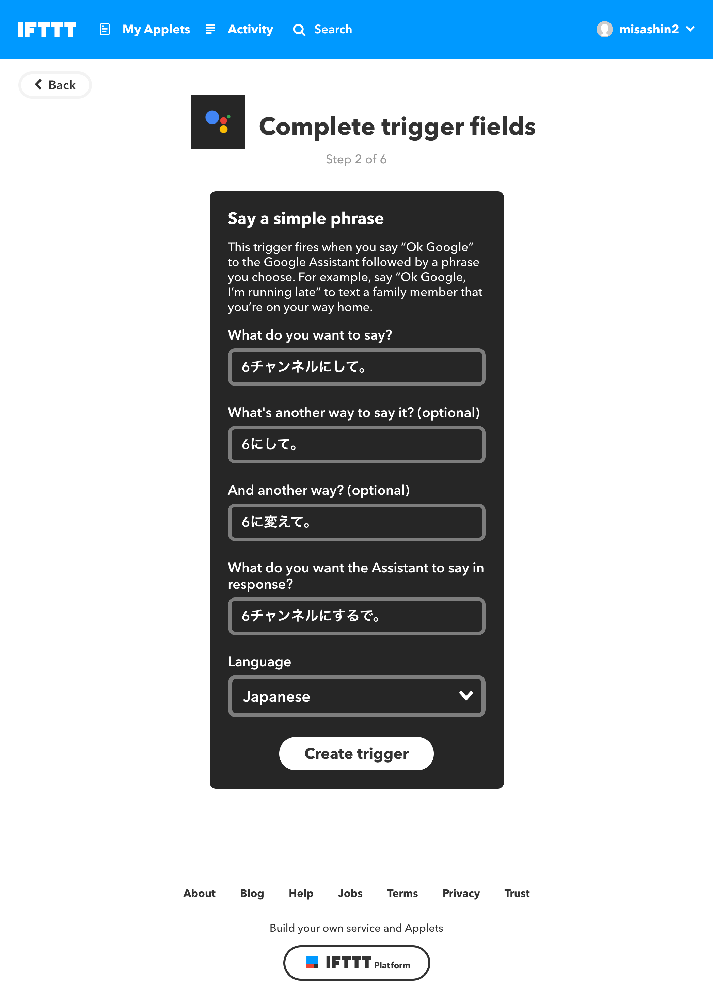 IFTTT My Applets Activity Search misashin2
Back
Complete trigger fields
Step 2 of 6
Say a simple phrase
This trigger fires when you say “Ok Google”
to the Google Assistant followed by a phrase
you choose. For example, say “Ok Google,
I’m running late” to text a family member that
you’re on your way home.
What do you want to say?
6チャンネルにして。
What's another way to say it? (optional)
6にして。
And another way? (optional)
6に変えて。
What do you want the Assistant to say in
response?
6チャンネルにするで。
Language
Japanese
Create trigger
About Blog Help Jobs Terms Privacy Trust
Build your own service and Applets
IFTTT Platform